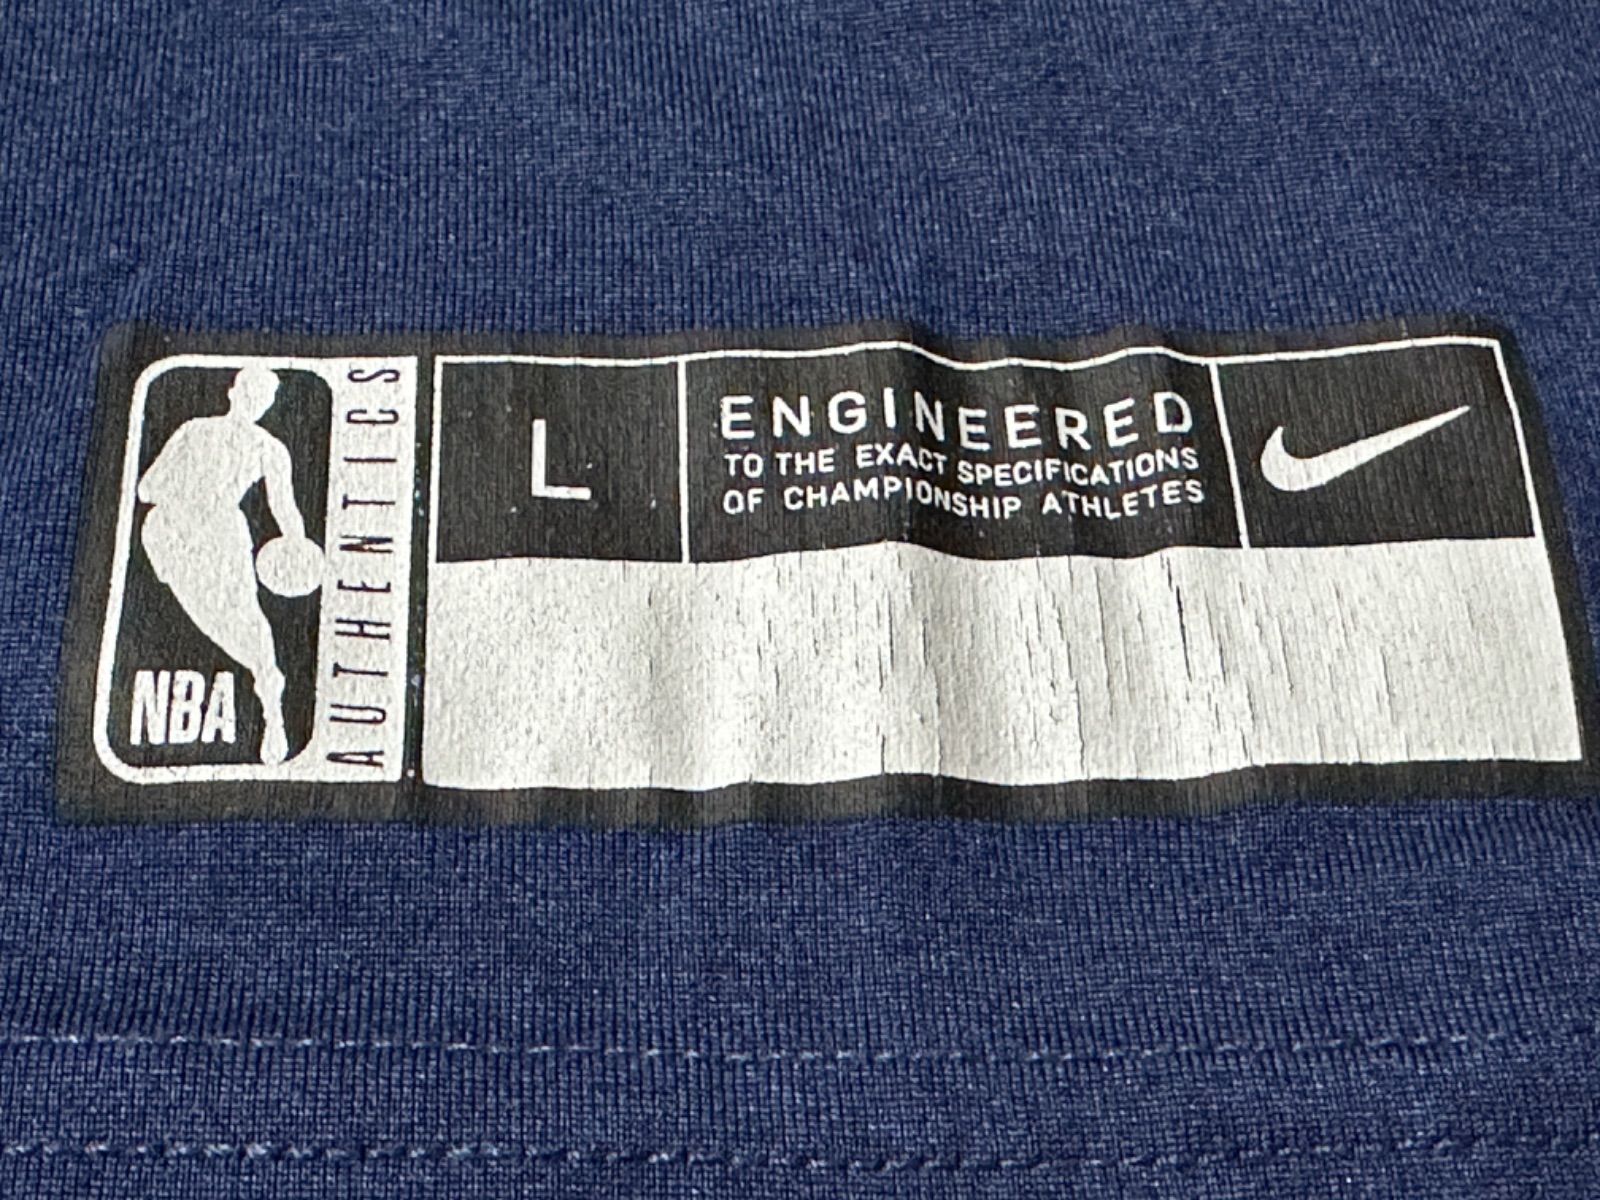 NBA
AUTHENTICS
L
ENGINEERED
TO THE EXACT SPECIFICATIONS
OF CHAMPIONSHIP ATHLETES